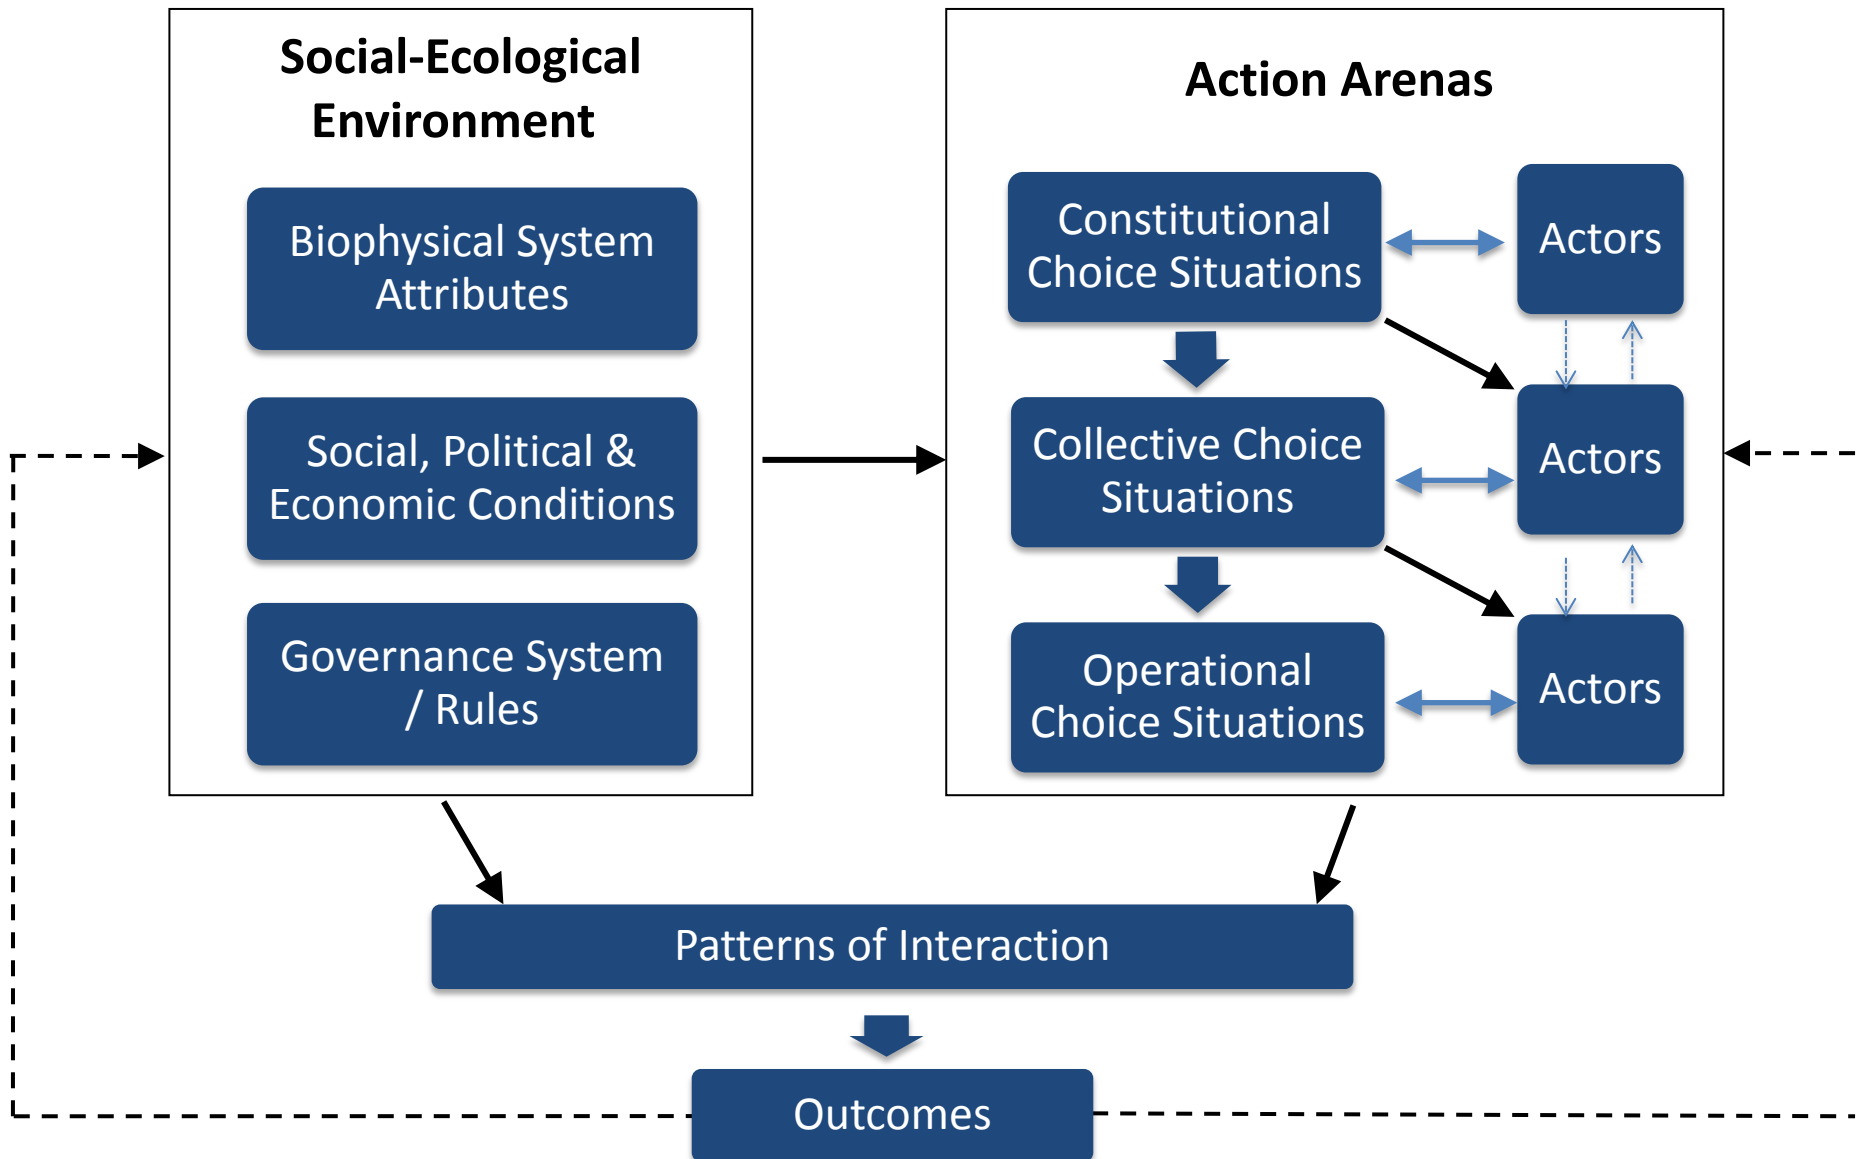 Social-Ecological
Environment
Biophysical System
Attributes
Social, Political &
Economic Conditions
Governance System
/ Rules
Action Arenas
Constitutional
Choice Situations
Actors
Collective Choice
Situations
Actors
Operational
Choice Situations
Actors
Patterns of Interaction
Outcomes